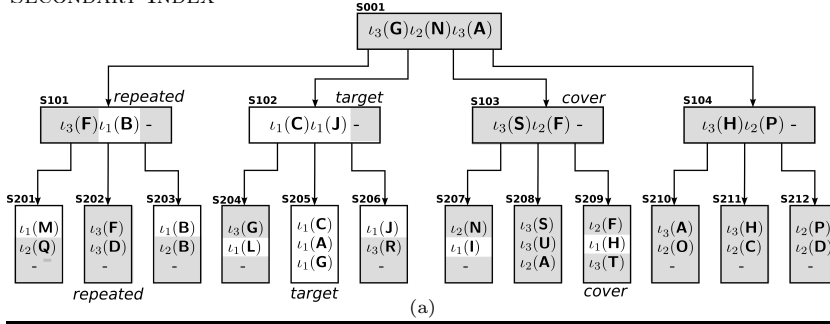 SECONDARY INDEX
S001
ι₃(G)ι₂(N)ι₃(A)
S101 repeated S102 target S103 cover S104
ι₃(F)ι₁(B) - ι₁(C)ι₁(J) - ι₃(S)ι₂(F) - ι₃(H)ι₂(P) -
S201 S202 S203 S204 S205 S206 S207 S208 S209 S210 S211 S212
ι₁(M) ι₃(F) ι₁(B) ι₃(G) ι₁(C) ι₁(J) ι₂(N) ι₃(S) ι₂(F) ι₃(A) ι₃(H) ι₂(P)
ι₂(Q) ι₃(D) ι₂(B) ι₁(L) ι₁(A) ι₃(R) ι₁(I) ι₃(U) ι₁(H) ι₂(O) ι₂(C) ι₂(D)
- - - - ι₁(G) - - ι₂(A) ι₃(T) - - -
repeated target cover
(a)